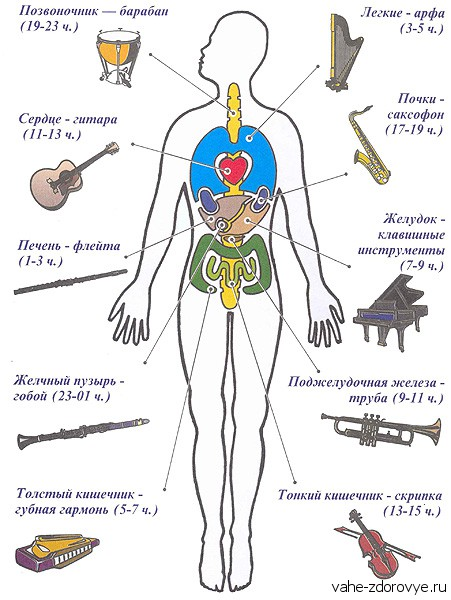 Позвоночник — барабан
(19-23 ч.)
Легкие - арфа
(3-5 ч.)
Сердце - гитара
(11-13 ч.)
Почки -
саксофон
(17-19 ч.)
Печень - флейта
(1-3 ч.)
Желудок -
клавишные
инструменты
(7-9 ч.)
Желчный пузырь -
гобой (23-01 ч.)
Поджелудочная железа -
труба (9-11 ч.)
Толстый кишечник -
губная гармонь (5-7 ч.)
Тонкий кишечник - скрипка
(13-15 ч.)
vahe-zdorovye.ru